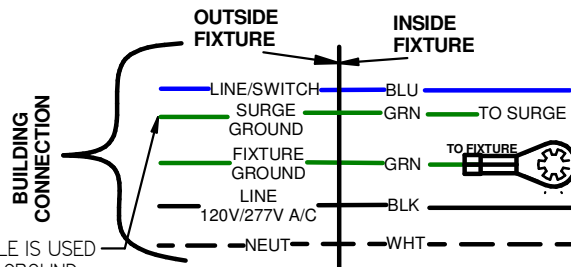 OUTSIDE
FIXTURE
INSIDE
FIXTURE
BUILDING
CONNECTION
LINE/SWITCH
BLU
SURGE
GROUND
GRN
TO SURGE
FIXTURE
GROUND
GRN
TO FIXTURE
LINE
120V/277V A/C
BLK
NEUT
WHT
LE IS USED
GROUND